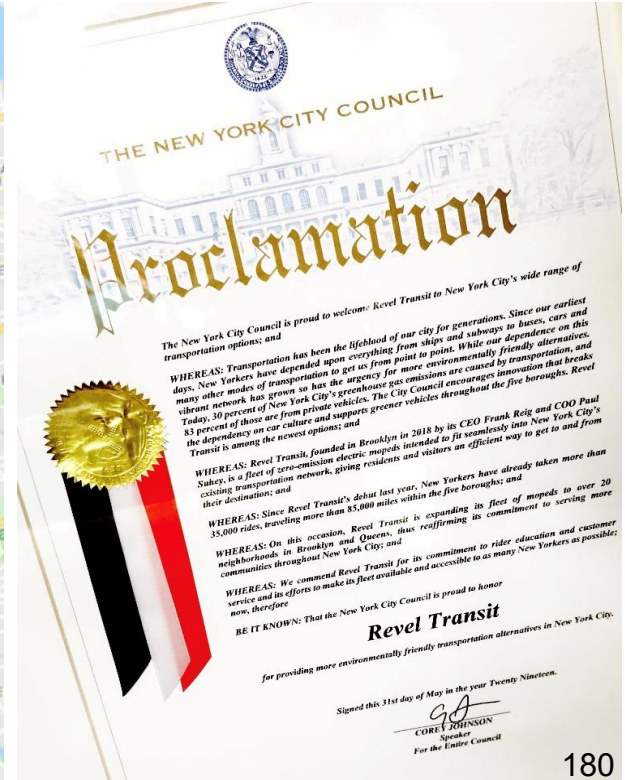 1625
THE NEW YORK CITY COUNCIL
Proclamation
The New York City Council is proud to welcome Revel Transit to New York City's wide range of
transportation options; and
WHEREAS: Transportation has been the lifeblood of our city for generations. Since our earliest
days, New Yorkers have depended upon everything from ships and subways to buses, cars and
many other modes of transportation to get us from point to point. While our dependence on this
vibrant network has grown so has the urgency for more environmentally friendly alternatives.
Today, 30 percent of New York City's greenhouse gas emissions are caused by transportation, and
83 percent of those are from private vehicles. The City Council encourages innovation that breaks
the dependency on car culture and supports greener vehicles throughout the five boroughs. Revel
Transit is among the newest options; and
WHEREAS: Revel Transit, founded in Brooklyn in 2018 by its CEO Frank Reig and COO Paul
Suhey, is a fleet of zero-emission electric mopeds intended to fit seamlessly into New York City's
existing transportation network, giving residents and visitors an efficient way to get to and from
their destination; and
WHEREAS: Since Revel Transit's debut last year, New Yorkers have already taken more than
35,000 rides, traveling more than 85,000 miles within the five boroughs; and
WHEREAS: On this occasion, Revel Transit is expanding its fleet of mopeds to over 20
neighborhoods in Brooklyn and Queens, thus reaffirming its commitment to serving more
communities throughout New York City; and
WHEREAS: We commend Revel Transit for its commitment to rider education and customer
service and its efforts to make its fleet available and accessible to as many New Yorkers as possible;
now, therefore
BE IT KNOWN: That the New York City Council is proud to honor
Revel Transit
for providing more environmentally friendly transportation alternatives in New York City.
Signed this 31st day of May in the year Twenty Nineteen.
COREY JOHNSON
Speaker
For the Entire Council
180